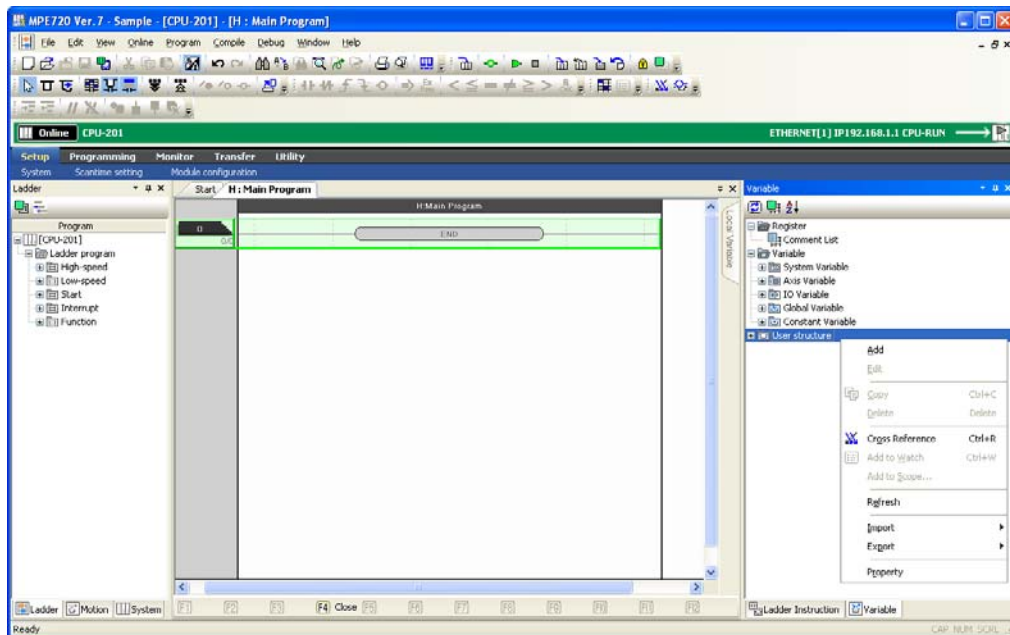 MPE720 Ver. 7 - Sample - [CPU-201] - [H : Main Program]
File Edit View Online Program Compile Debug Window Help
Online CPU-201 ETHERNET[1] IP192.168.1.1 CPU-RUN
Setup Programming Monitor Transfer Utility
System Scantime setting Module configuration
Ladder
Program
[CPU-201]
Ladder program
High-speed
Low-speed
Start
Interrupt
Function
Start H : Main Program
H:Main Program
0
0/0
END
Local Variable
Variable
Register
Comment List
Variable
System Variable
Axis Variable
IO Variable
Global Variable
Constant Variable
User structure
Add
Edit
Copy Ctrl+C
Delete Delete
Cross Reference Ctrl+R
Add to Watch Ctrl+W
Add to Scope...
Refresh
Import
Export
Property
Ladder Motion System
F1 F2 F3 F4 Close F5 F6 F7 F8 F9 F10 F11 F12
Ladder Instruction Variable
Ready CAP NUM SCRL